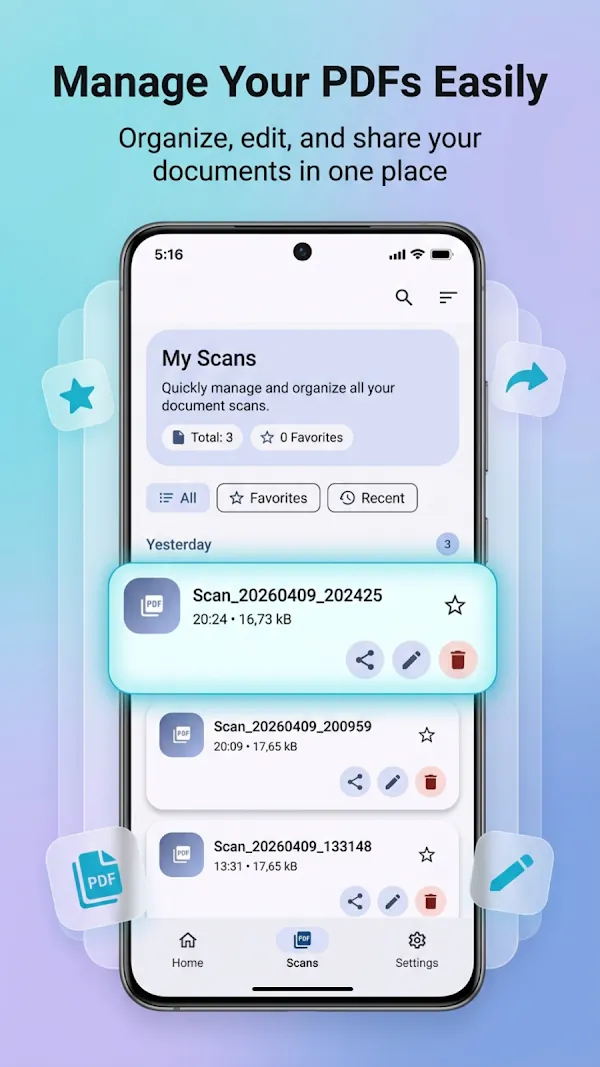 Manage Your PDFs Easily
Organize, edit, and share your
documents in one place
5:16
My Scans
Quickly manage and organize all your
document scans.
Total: 3
0 Favorites
All
Favorites
Recent
Yesterday
3
PDF
Scan_20260409_202425
20:24 • 16,73 kB
PDF
Scan_20260409_200959
20:09 • 17,65 kB
PDF
Scan_20260409_133148
13:31 • 17,65 kB
PDF
PDF
Home
Scans
Settings